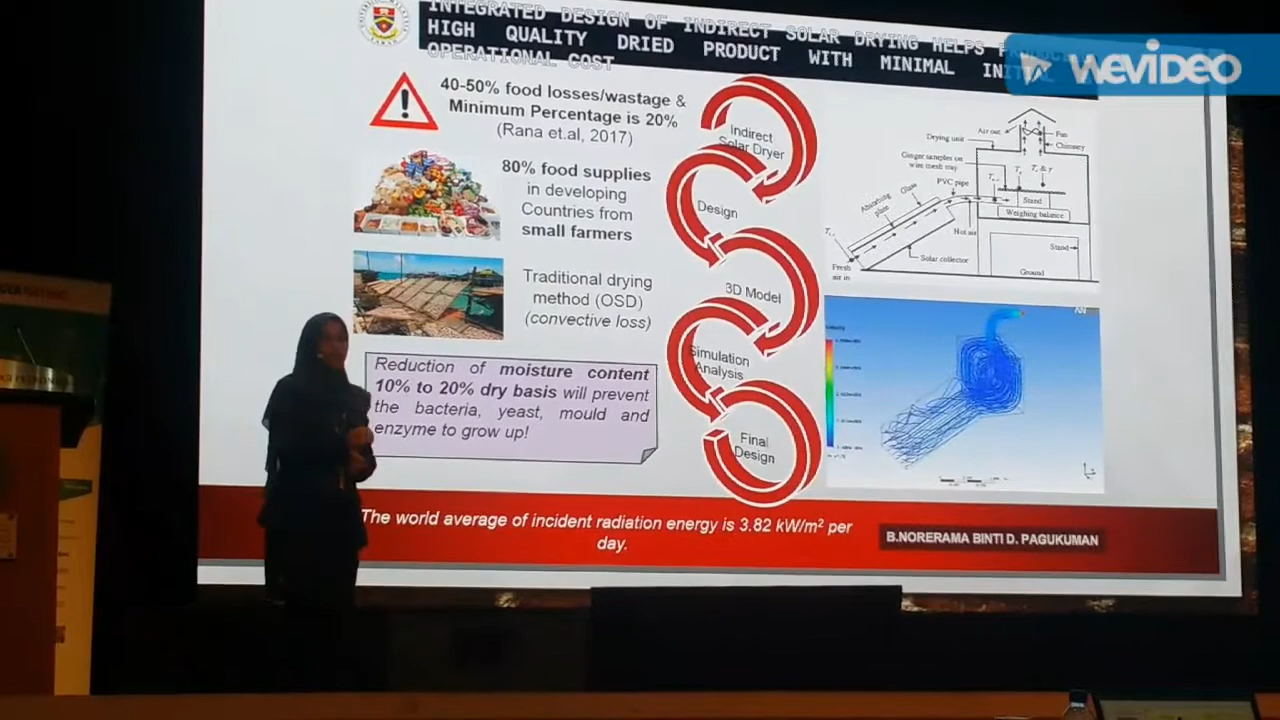 INTEGRATED DESIGN OF INDIRECT SOLAR DRYING HELPS
HIGH QUALITY DRIED PRODUCT WITH MINIMAL INITIAL
OPERATIONAL COST
WEVIDEO
40-50% food losses/wastage &
Minimum Percentage is 20%
(Rana et.al, 2017)
80% food supplies
in developing
Countries from
small farmers
Traditional drying
method (OSD)
(convective loss)
Reduction of moisture content
10% to 20% dry basis will prevent
the bacteria, yeast, mould and
enzyme to grow up!
Indirect
Solar Dryer
Design
3D Model
Simulation
Analysis
Final
Design
Air out
Fan
Drying unit
Chimney
Ginger samples on
wire mesh tray
PVC pipe
Glass
Absorbing
plate
Stand
Weighing balance
Hot air
Stand
Solar collector
Fresh
air in
Ground
The world average of incident radiation energy is 3.82 kW/m² per
day.
B.NORERAMA BINTI D. PAGUKUMAN